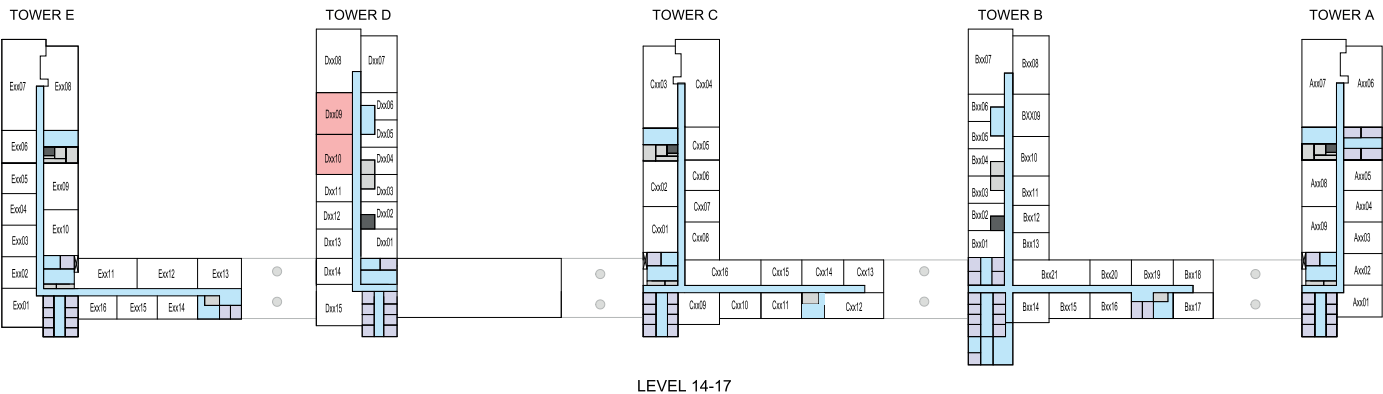 TOWER E
TOWER D
TOWER C
TOWER B
TOWER A
Exx07
Exx08
Exx06
Exx05
Exx09
Exx04
Exx03
Exx10
Exx02
Exx11
Exx12
Exx13
Exx01
Exx16
Exx15
Exx14
Dxx08
Dxx07
Dxx09
Dxx06
Dxx05
Dxx10
Dxx04
Dxx11
Dxx03
Dxx12
Dxx02
Dxx13
Dxx01
Dxx14
Dxx15
Cxx03
Cxx04
Cxx05
Cxx02
Cxx06
Cxx07
Cxx01
Cxx08
Cxx16
Cxx15
Cxx14
Cxx13
Cxx09
Cxx10
Cxx11
Cxx12
Bxx07
Bxx08
Bxx06
BXX09
Bxx05
Bxx04
Bxx10
Bxx03
Bxx11
Bxx02
Bxx12
Bxx01
Bxx13
Bxx21
Bxx20
Bxx19
Bxx18
Bxx14
Bxx15
Bxx16
Bxx17
Axx07
Axx06
Axx08
Axx05
Axx04
Axx09
Axx03
Axx02
Axx01
LEVEL 14-17